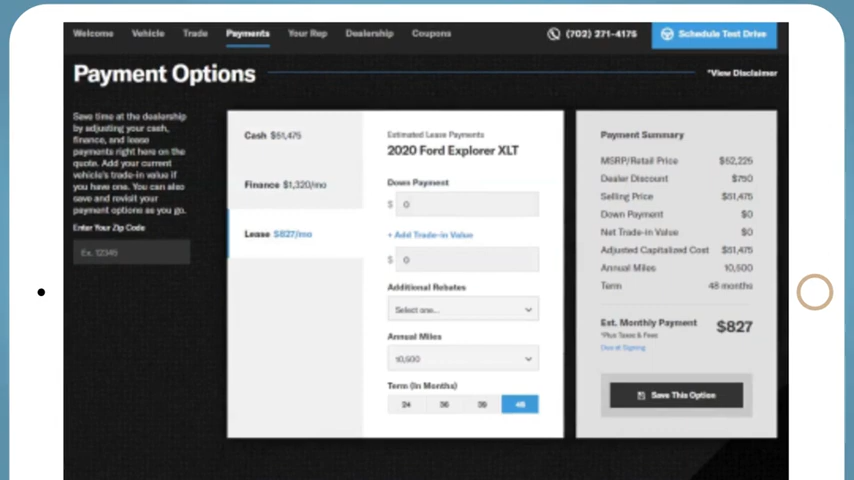 Welcome Vehicle Trade Payments Your Rep Dealership Coupons (702) 271-4175 Schedule Test Drive
Payment Options
*View Disclaimer
Save time at the dealership
by adjusting your cash,
finance, and lease
payments right here on the
quote. Add your current
vehicle's trade-in value if
you have one. You can also
save and revisit your
payment options as you go.
Enter Your Zip Code
Ex. 12345
Cash $51,475
Finance $1,320/mo
Lease $827/mo
Estimated Lease Payments
2020 Ford Explorer XLT
Down Payment
$ 0
+ Add Trade-in Value
$ 0
Additional Rebates
Select one...
Annual Miles
10,500
Term (In Months)
24 36 39 48
Payment Summary
MSRP/Retail Price $52,225
Dealer Discount $750
Selling Price $51,475
Down Payment $0
Net Trade-in Value $0
Adjusted Capitalized Cost $51,475
Annual Miles 10,500
Term 48 months
Est. Monthly Payment $827
*Plus Taxes & Fees
Due at Signing
Save This Option